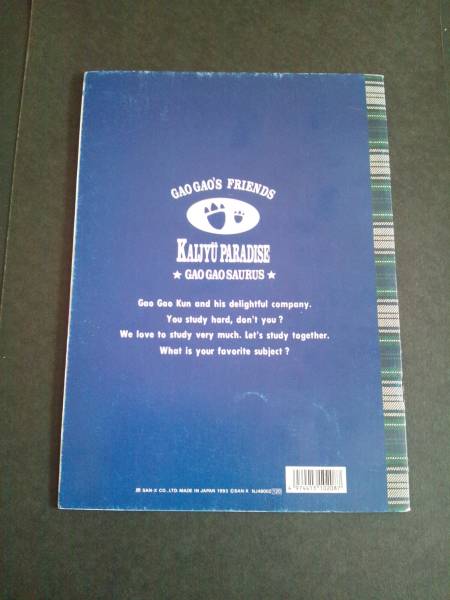 GAO GAO'S FRIENDS
KAIJYŪ PARADISE
★ GAO GAO SAURUS ★
Gao Gao Kun and his delightful company.
You study hard, don't you?
We love to study very much. Let's study together.
What is your favorite subject?
SAN-X CO., LTD. MADE IN JAPAN 1993 ©SAN-X